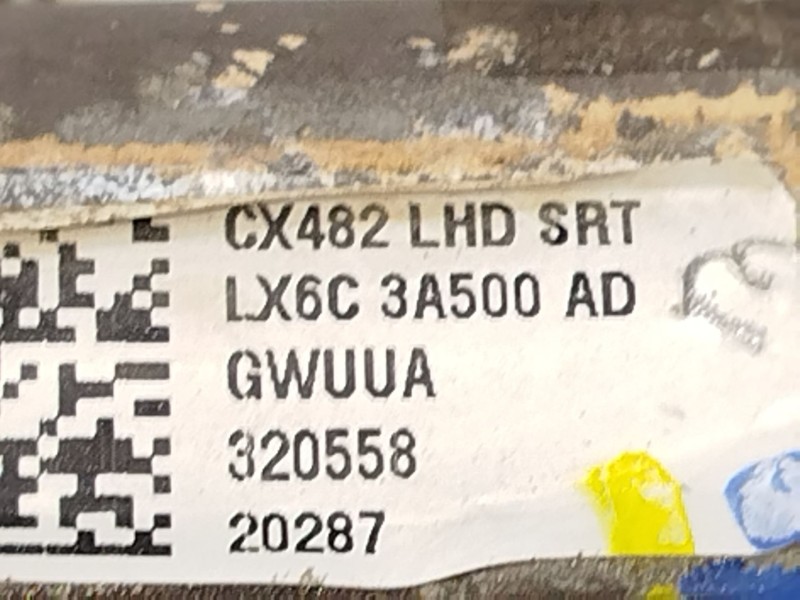 CX482 LHD SRT
LX6C 3A500 AD
GWUUA
320558
20287